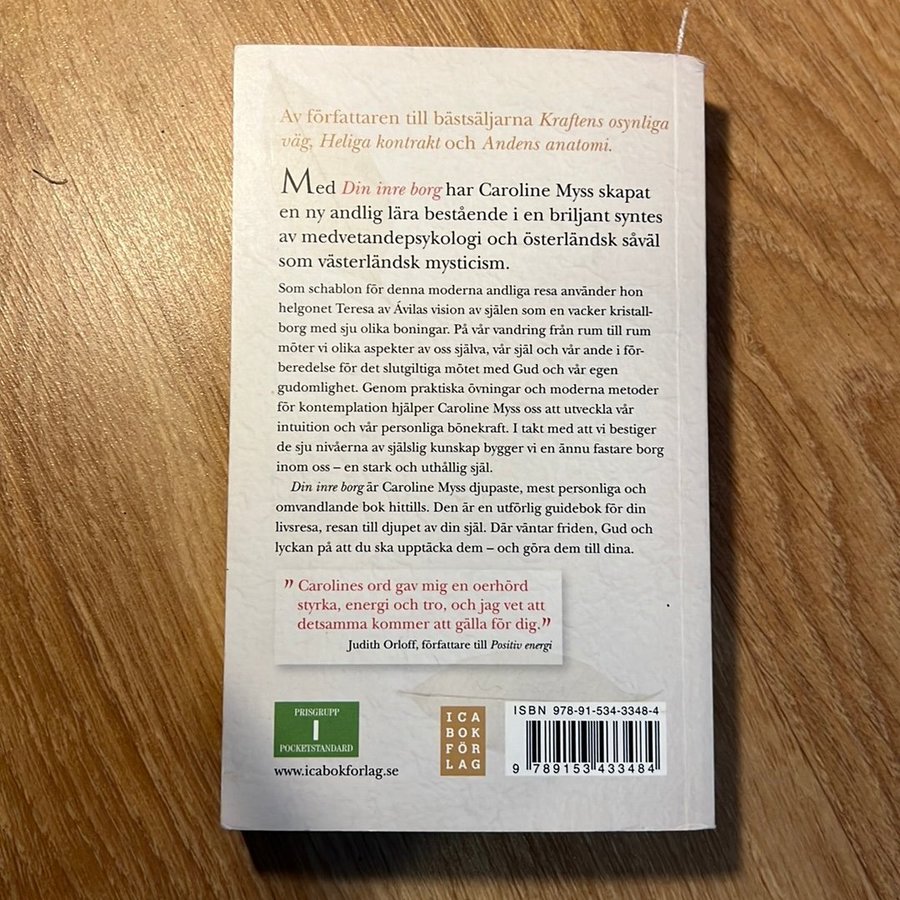 Av författaren till bästsäljarna Kraftens osynliga
väg, Heliga kontrakt och Andens anatomi.
Med Din inre borg har Caroline Myss skapat
en ny andlig lära bestående i en briljant syntes
av medvetandepsykologi och österländsk såväl
som västerländsk mysticism.
Som schablon för denna moderna andliga resa använder hon
helgonet Teresa av Ávilas vision av själen som en vacker kristall-
borg med sju olika boningar. På vår vandring från rum till rum
möter vi olika aspekter av oss själva, vår själ och vår ande i för-
beredelse för det slutgiltiga mötet med Gud och vår egen
gudomlighet. Genom praktiska övningar och moderna metoder
för kontemplation hjälper Caroline Myss oss att utveckla vår
intuition och vår personliga bönekraft. I takt med att vi bestiger
de sju nivåerna av själslig kunskap bygger vi en ännu fastare borg
inom oss – en stark och uthållig själ.
Din inre borg är Caroline Myss djupaste, mest personliga och
omvandlande bok hittills. Den är en utförlig guidebok för din
livsresa, resan till djupet av din själ. Där väntar friden, Gud och
lyckan på att du ska upptäcka dem – och göra dem till dina.
” Carolines ord gav mig en oerhörd
styrka, energi och tro, och jag vet att
detsamma kommer att gälla för dig.”
Judith Orloff, författare till Positiv energi
PRISGRUPP
1
POCKETSTANDARD
www.icabokforlag.se
ICA
BOK
FÖR
LAG
ISBN 978-91-534-3348-4
9 789153 433484